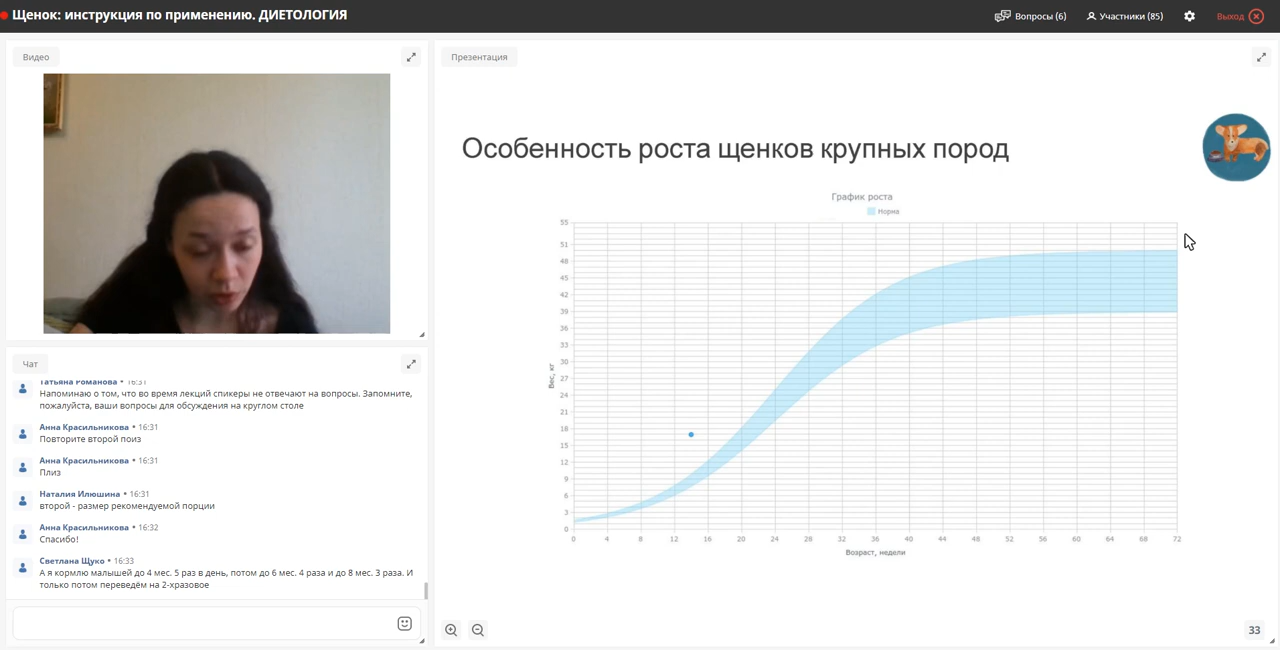 Щенок: инструкция по применению. ДИЕТОЛОГИЯ
Вопросы (6)
Участники (85)
Выход
Видео
Чат
Татьяна Романова • 16:31
Напоминаю о том, что во время лекций спикеры не отвечают на вопросы. Запомните,
пожалуйста, ваши вопросы для обсуждения на круглом столе
Анна Красильникова • 16:31
Повторите второй поиз
Анна Красильникова • 16:31
Плиз
Наталия Илюшина • 16:31
второй - размер рекомендуемой порции
Анна Красильникова • 16:32
Спасибо!
Светлана Щуко • 16:33
А я кормлю малышей до 4 мес. 5 раз в день, потом до 6 мес. 4 раза и до 8 мес. 3 раза. И
только потом переведём на 2-хразовое
Презентация
Особенность роста щенков крупных пород
График роста
Норма
Вес, кг
55
51
48
45
42
39
36
33
30
27
24
21
18
15
12
9
6
3
0
0 4 8 12 16 20 24 28 32 36 40 44 48 52 56 60 64 68 72
Возраст, недели
33